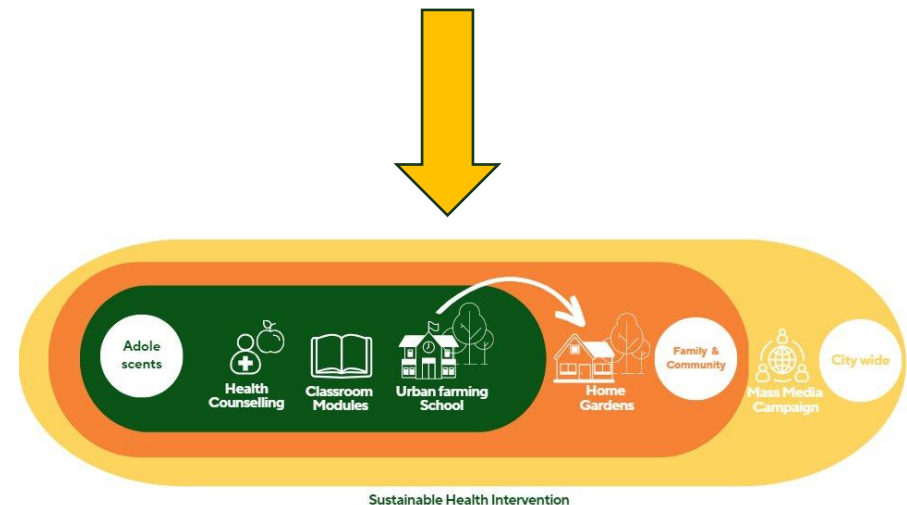 Adole
scents
Health
Counselling
Classroom
Modules
Urban farming
School
Home
Gardens
Family &
Community
Mass Media
Campaign
City wide
Sustainable Health Intervention